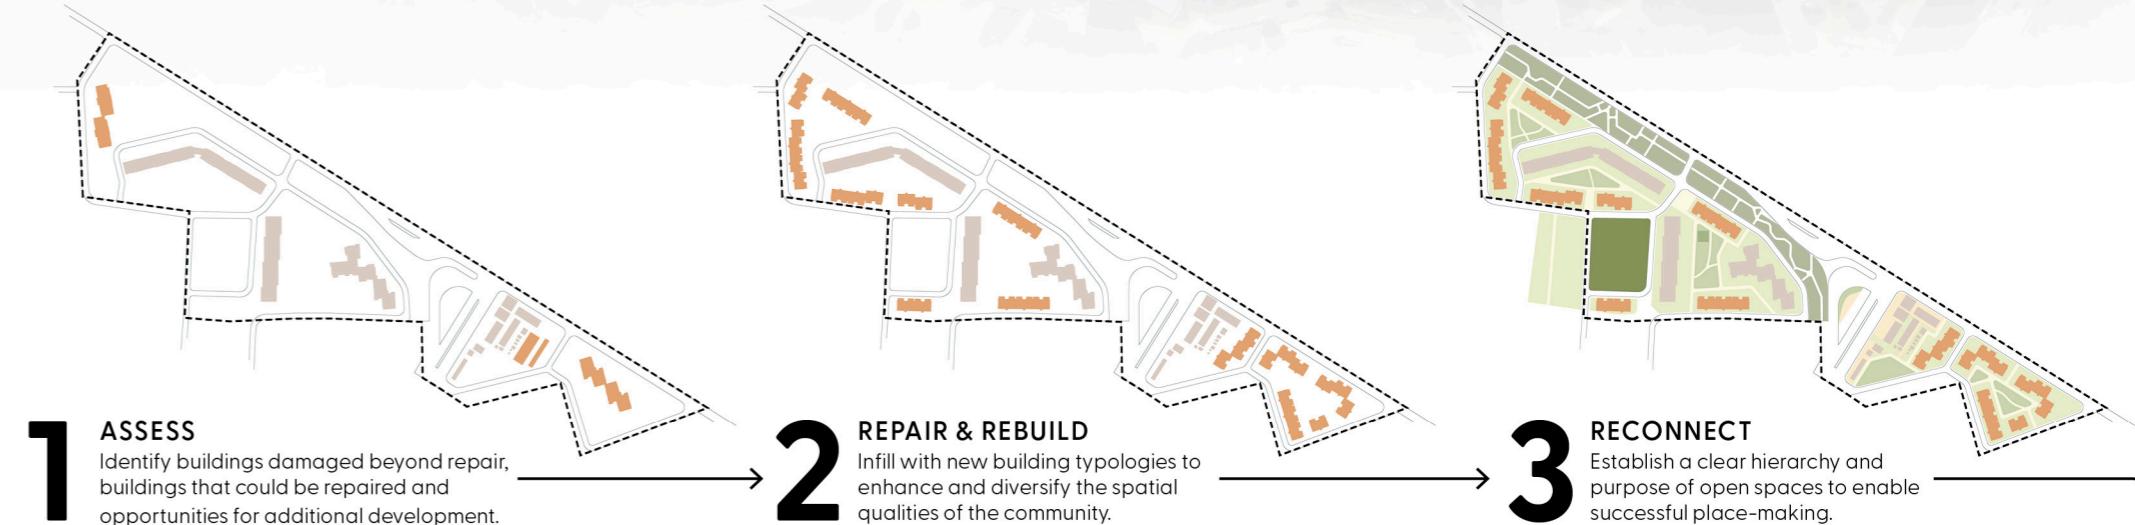 1
ASSESS
Identify buildings damaged beyond repair,
buildings that could be repaired and
opportunities for additional development.
2
REPAIR & REBUILD
Infill with new building typologies to
enhance and diversify the spatial
qualities of the community.
3
RECONNECT
Establish a clear hierarchy and
purpose of open spaces to enable
successful place-making.